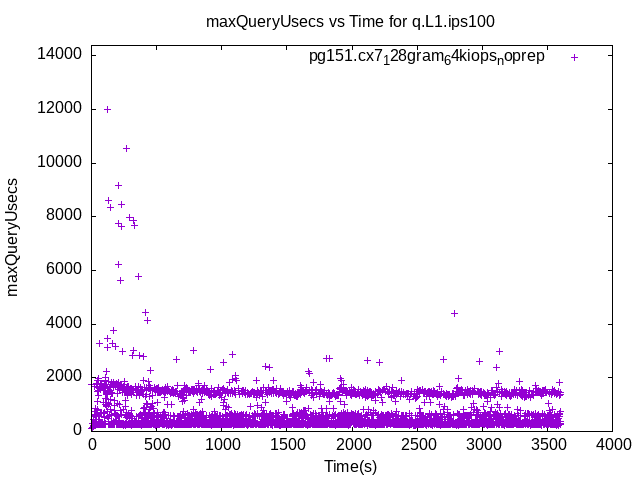 maxQueryUsecs vs Time for q.L1.ips100
14000
pg151.cx7128gram64kiopsnoprep
12000
10000
8000
maxQueryUsecs
6000
4000
2000
0
0 500 1000 1500 2000 2500 3000 3500 4000
Time(s)